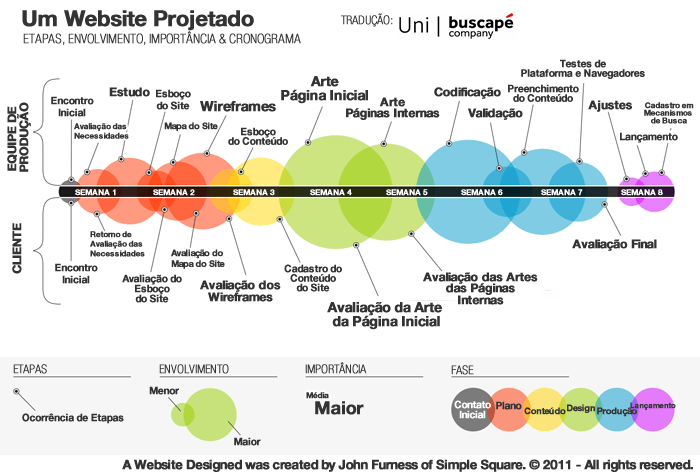 Um Website Projetado
ETAPAS, ENVOLVIMENTO, IMPORTÂNCIA & CRONOGRAMA
TRADUÇÃO: Uni | buscapé
company
EQUIPE DE
PRODUÇÃO
Encontro
Inicial
Avaliação das
Necessidades
Estudo
Esboço
do Site
Mapa do Site
Wireframes
Esboço
do Conteúdo
Arte
Página Inicial
Arte
Páginas Internas
Codificação
Validação
Preenchimento
do Conteúdo
Testes de
Plataforma e Navegadores
Ajustes
Lançamento
Cadastro em
Mecanismos
de Busca
SEMANA 1
SEMANA 2
SEMANA 3
SEMANA 4
SEMANA 5
SEMANA 6
SEMANA 7
SEMANA 8
CLIENTE
Encontro
Inicial
Retorno de
Avaliação das
Necessidades
Avaliação do
Esboço
do Site
Avaliação do
Mapa do Site
Avaliação dos
Wireframes
Cadastro do
Conteúdo
do Site
Avaliação da Arte
da Página Inicial
Avaliação das Artes
das Páginas
Internas
Avaliação Final
ETAPAS
Ocorrência de Etapas
ENVOLVIMENTO
Menor
Maior
IMPORTÂNCIA
Média
Maior
FASE
Contato
Inicial
Plano
Conteúdo
Design
Produção
Lançamento
A Website Designed was created by John Furness of Simple Square. © 2011 - All rights reserved.